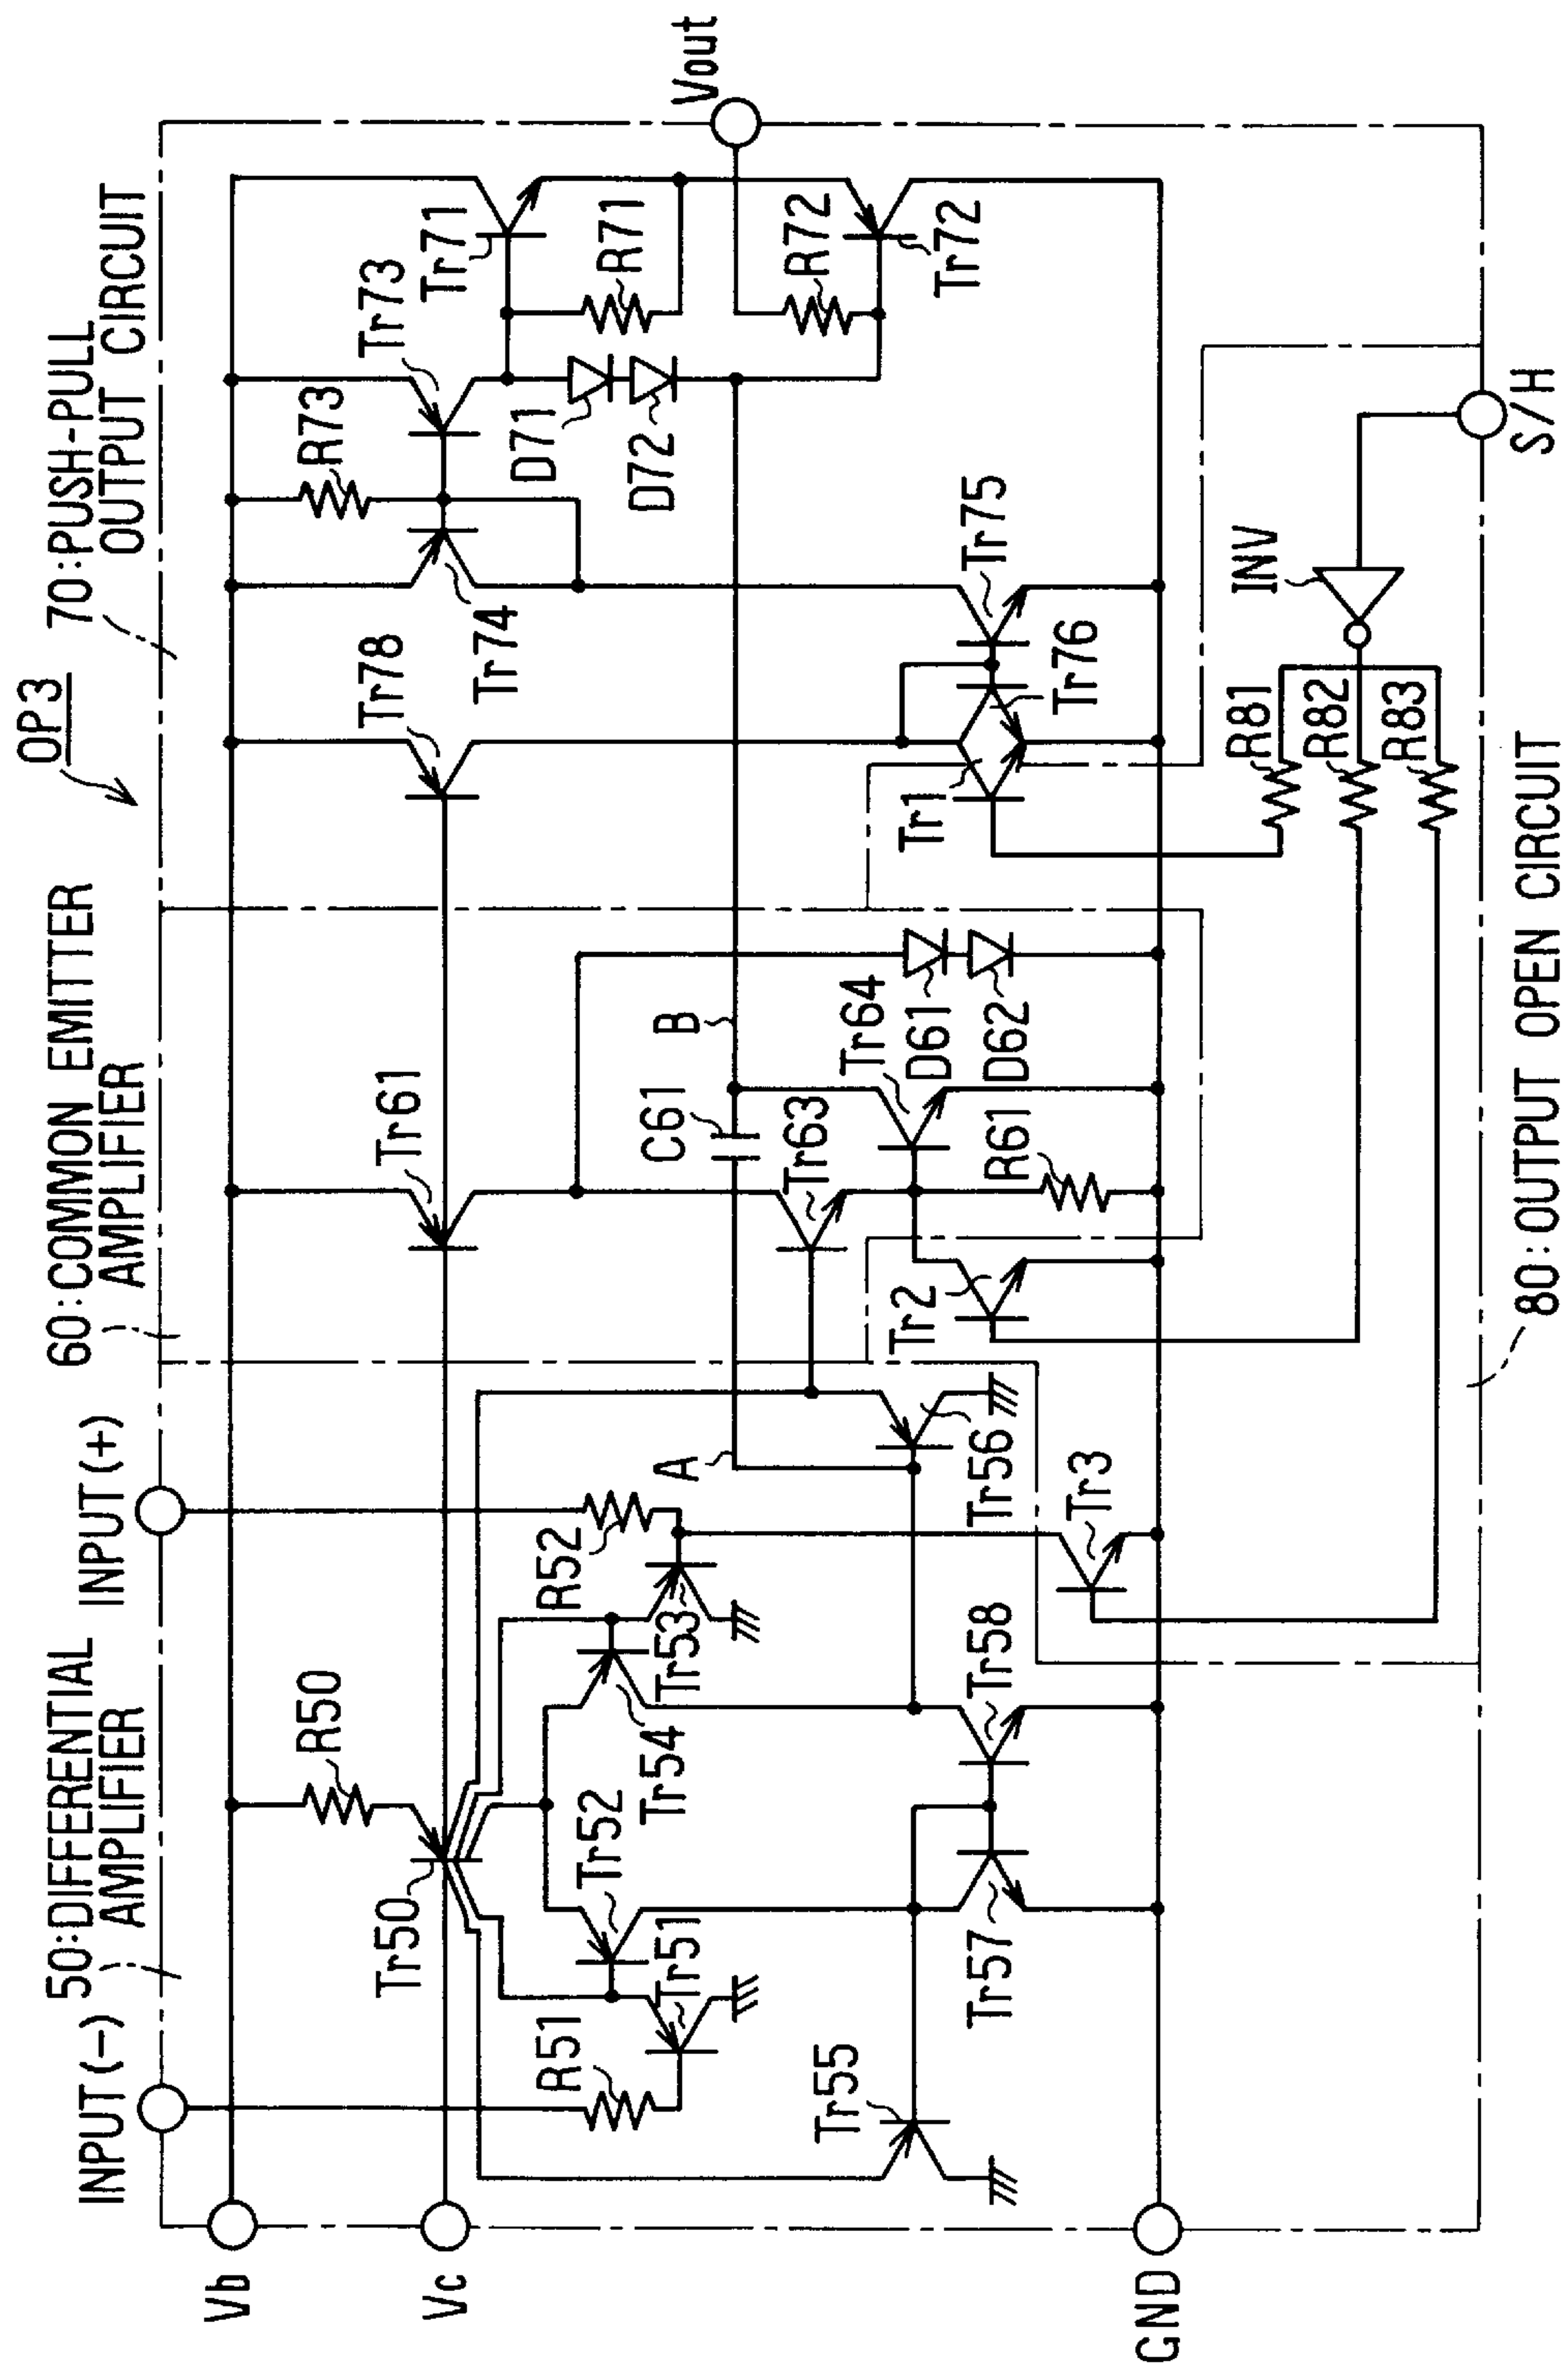 OP3
50:DIFFERENTIAL
AMPLIFIER
60:COMMON EMITTER
AMPLIFIER
70:PUSH-PULL
OUTPUT CIRCUIT
INPUT(-)
INPUT(+)
Vb
Vc
GND
Vout
S/H
R50
Tr50
R51
Tr51
Tr52
R52
Tr53
Tr54
Tr55
Tr56
Tr57
Tr58
Tr3
A
Tr61
C61
B
Tr63
Tr64
D61
D62
R61
Tr2
Tr78
Tr74
R73
Tr73
Tr71
R71
D71
D72
R72
Tr72
Tr75
Tr76
Tr1
INV
R81
R82
R83
80:OUTPUT OPEN CIRCUIT